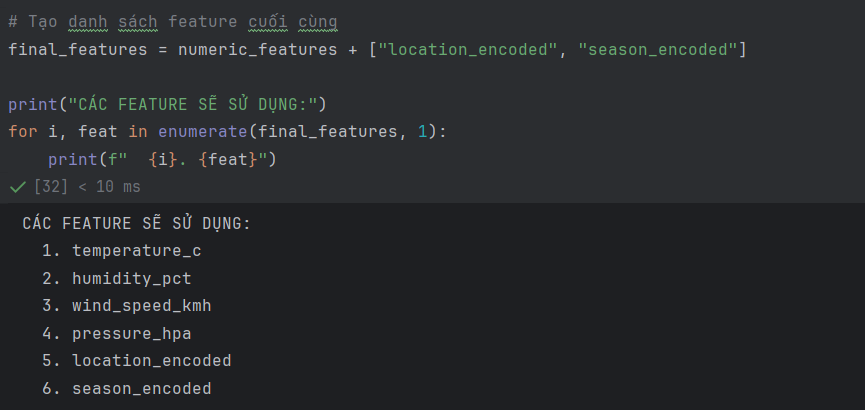 # Tạo danh sách feature cuối cùng
final_features = numeric_features + ["location_encoded", "season_encoded"]
print("CÁC FEATURE SẼ SỬ DỤNG:")
for i, feat in enumerate(final_features, 1):
    print(f"  {i}. {feat}")
[32] < 10 ms
CÁC FEATURE SẼ SỬ DỤNG:
  1. temperature_c
  2. humidity_pct
  3. wind_speed_kmh
  4. pressure_hpa
  5. location_encoded
  6. season_encoded